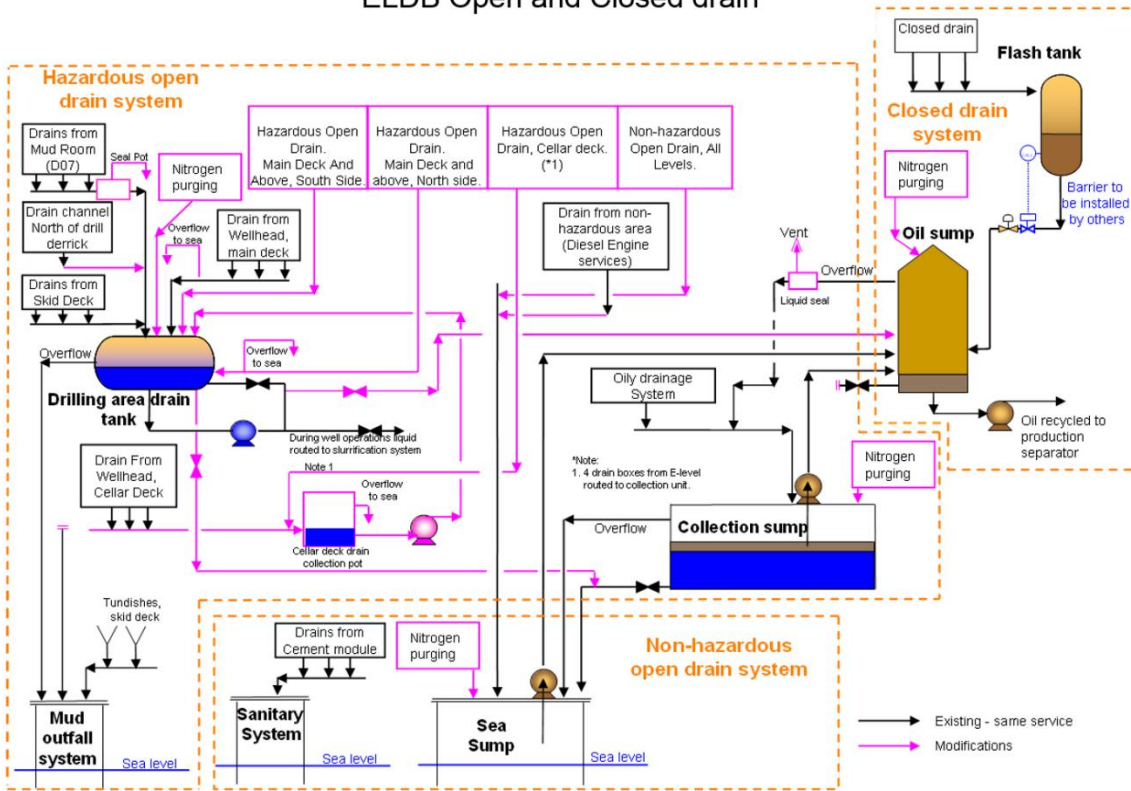 ELDB Open and Closed drain
Closed drain
Flash tank
Hazardous open
drain system
Closed drain
system
Drains from
Mud Room
(D07)
Seal Pot
Nitrogen
purging
Hazardous Open
Drain.
Main Deck And
Above, South Side.
Hazardous Open
Drain.
Main Deck and
above, North side.
Hazardous Open
Drain, Cellar deck.
(*1)
Non-hazardous
Open Drain, All
Levels.
Nitrogen
purging
Barrier to
be installed
by others
Drain channel
North of drill
derrick
Overflow
to sea
Drain from
Wellhead,
main deck
Drain from non-
hazardous area
(Diesel Engine
services)
Vent
Oil sump
Overflow
Liquid seal
Drains from
Skid Deck
Overflow
Overflow
to sea
Drilling area drain
tank
Oily drainage
System
Oil recycled to
production
separator
During well operations liquid
routed to slurrification system
Drain From
Wellhead,
Cellar Deck
Note 1
Overflow
to sea
*Note:
1. 4 drain boxes from E-level
routed to collection unit.
Nitrogen
purging
Overflow
Collection sump
Cellar deck drain
collection pot
Tundishes,
skid deck
Drains from
Cement module
Nitrogen
purging
Non-hazardous
open drain system
Mud
outfall
system
Sea level
Sanitary
System
Sea level
Sea
Sump
Sea level
Existing - same service
Modifications